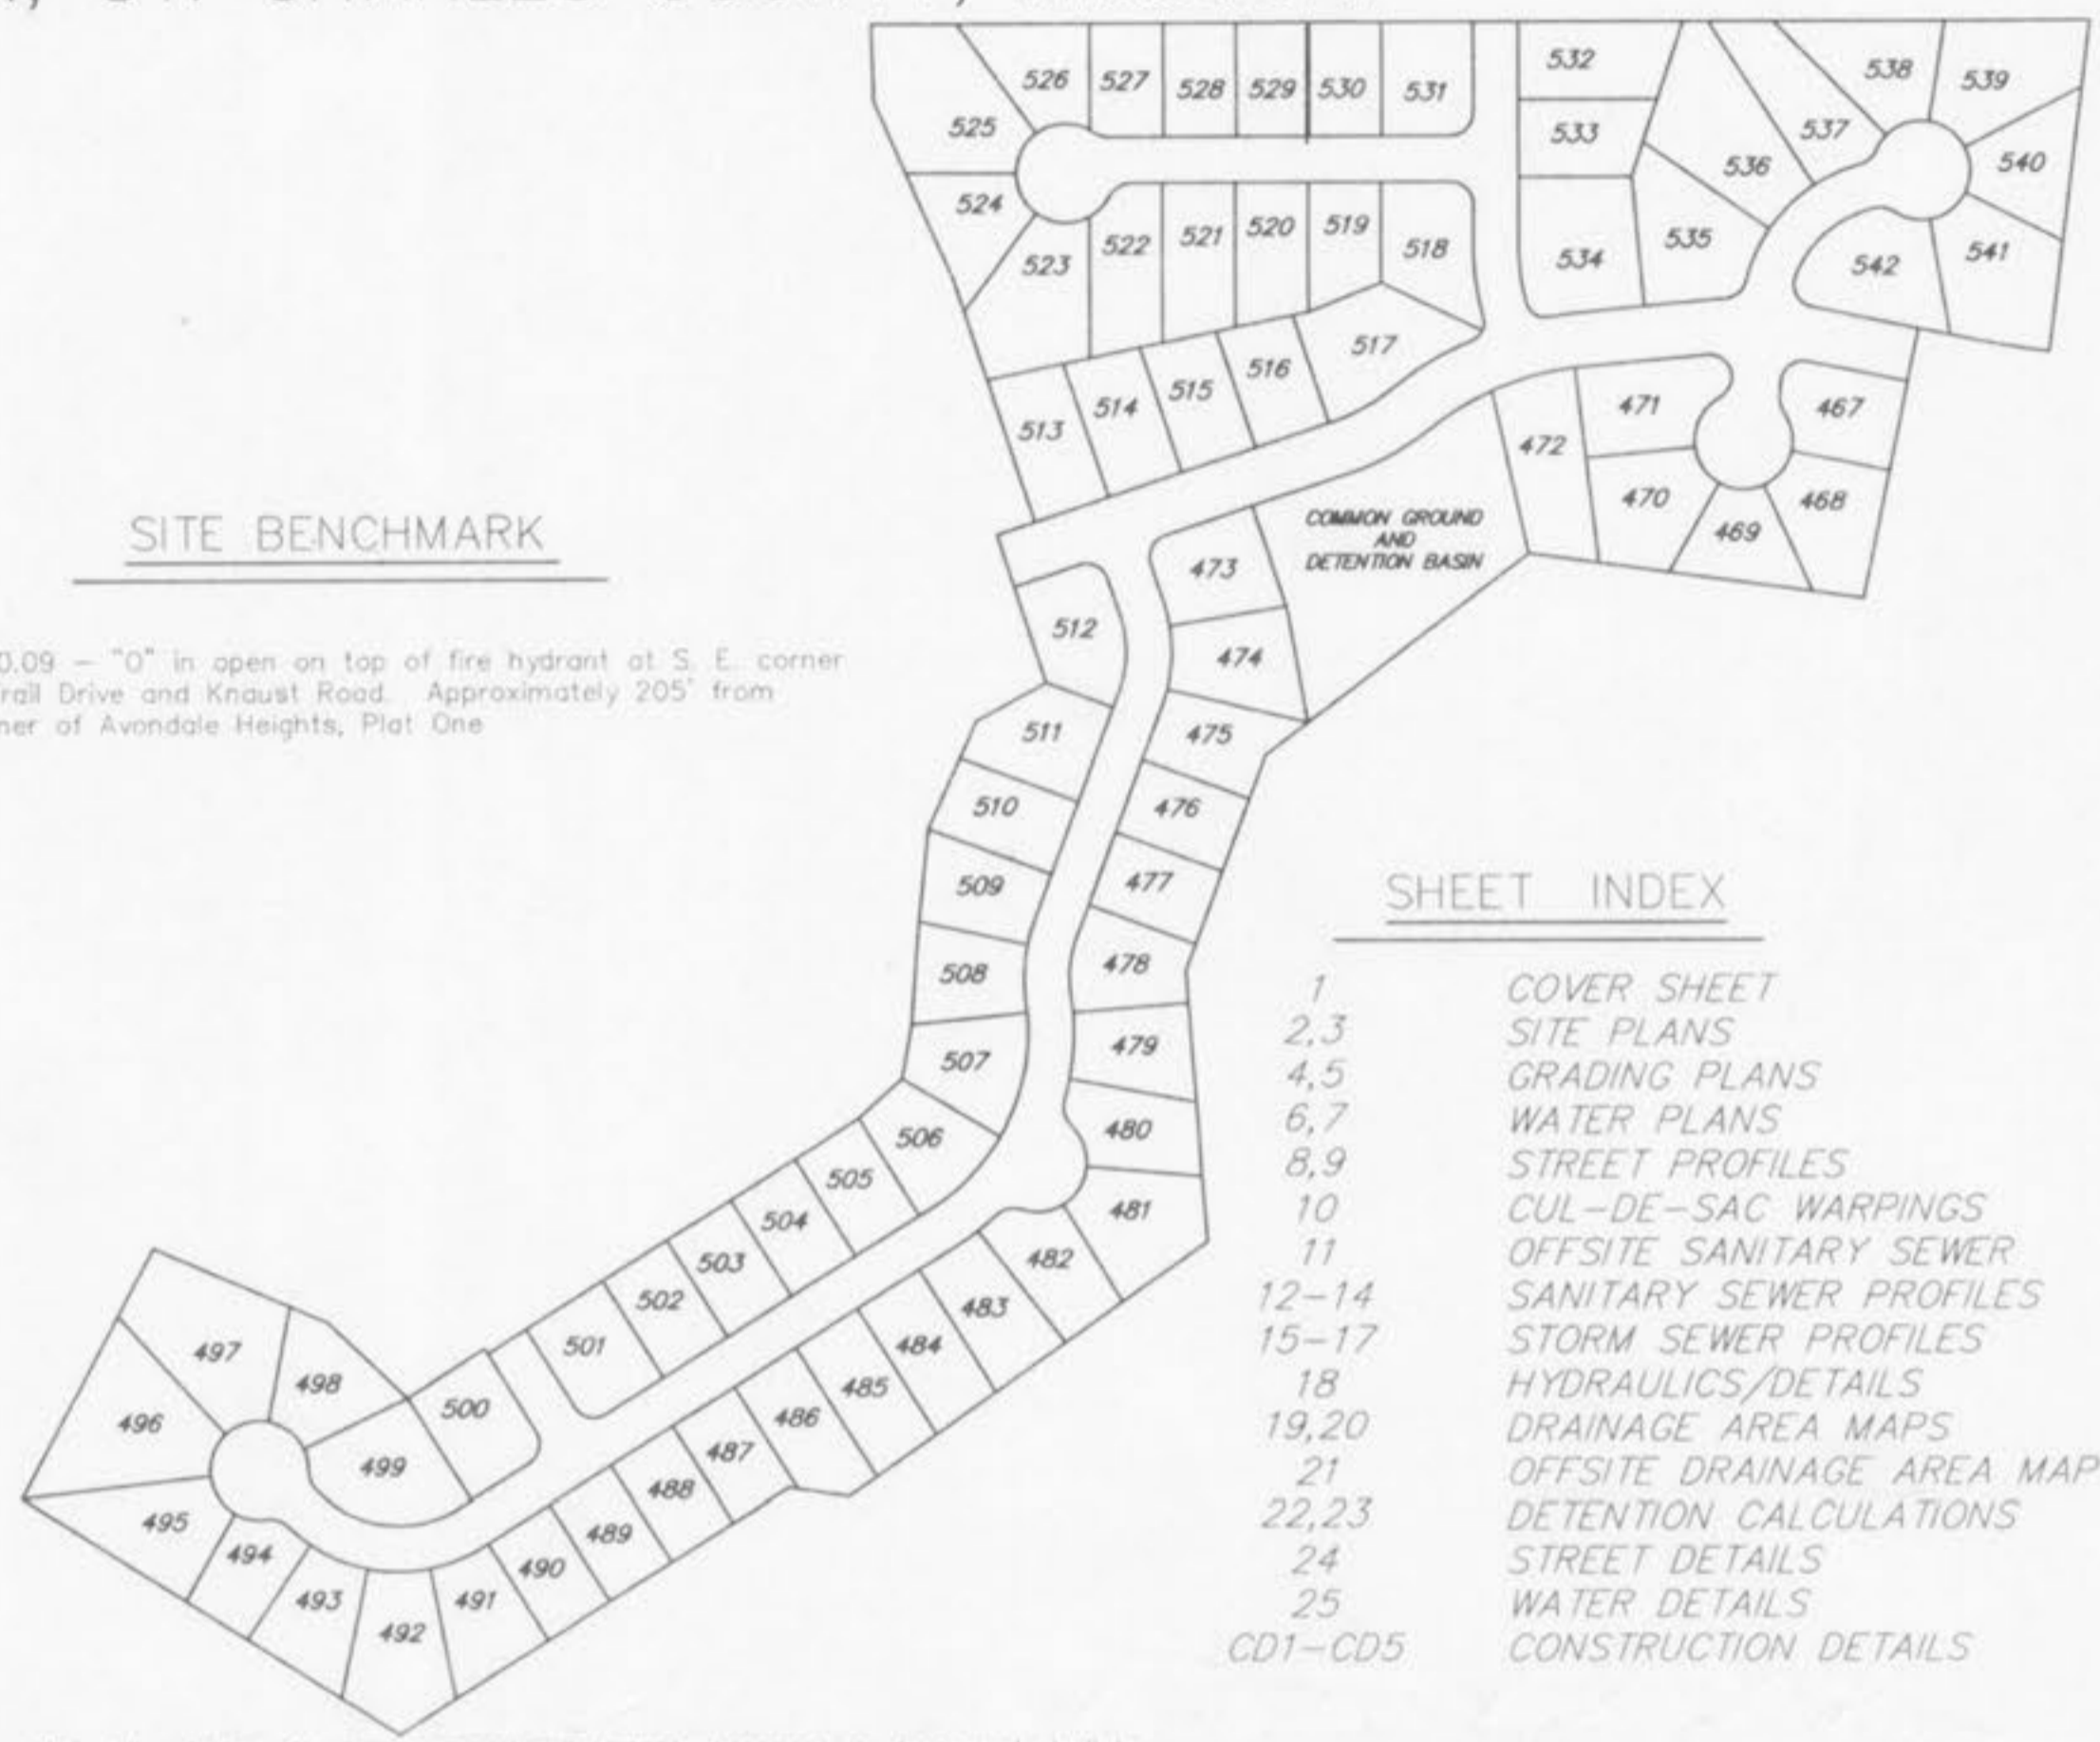 526 527 528 529 530 531 532 538 539
525 533 537
524 536 540
523 522 521 520 519 518 534 535 542 541
517
513 514 515 516 471 467
472
470 468
469
COMMON GROUND
AND
DETENTION BASIN
473
512 474
511 475
510 476
509 477
508 478
507 479
506 480
505 481
504 482
503 483
502 484
501 485
497 498 500 486
496 499 487
495 488
494 489
493 490
492 491
SITE BENCHMARK
0.09 – "O" in open on top of fire hydrant at S. E. corner
rail Drive and Knaust Road. Approximately 205' from
ner of Avondale Heights, Plat One
SHEET INDEX
1 COVER SHEET
2,3 SITE PLANS
4,5 GRADING PLANS
6,7 WATER PLANS
8,9 STREET PROFILES
10 CUL-DE-SAC WARPINGS
11 OFFSITE SANITARY SEWER
12-14 SANITARY SEWER PROFILES
15-17 STORM SEWER PROFILES
18 HYDRAULICS/DETAILS
19,20 DRAINAGE AREA MAPS
21 OFFSITE DRAINAGE AREA MAP
22,23 DETENTION CALCULATIONS
24 STREET DETAILS
25 WATER DETAILS
CD1-CD5 CONSTRUCTION DETAILS